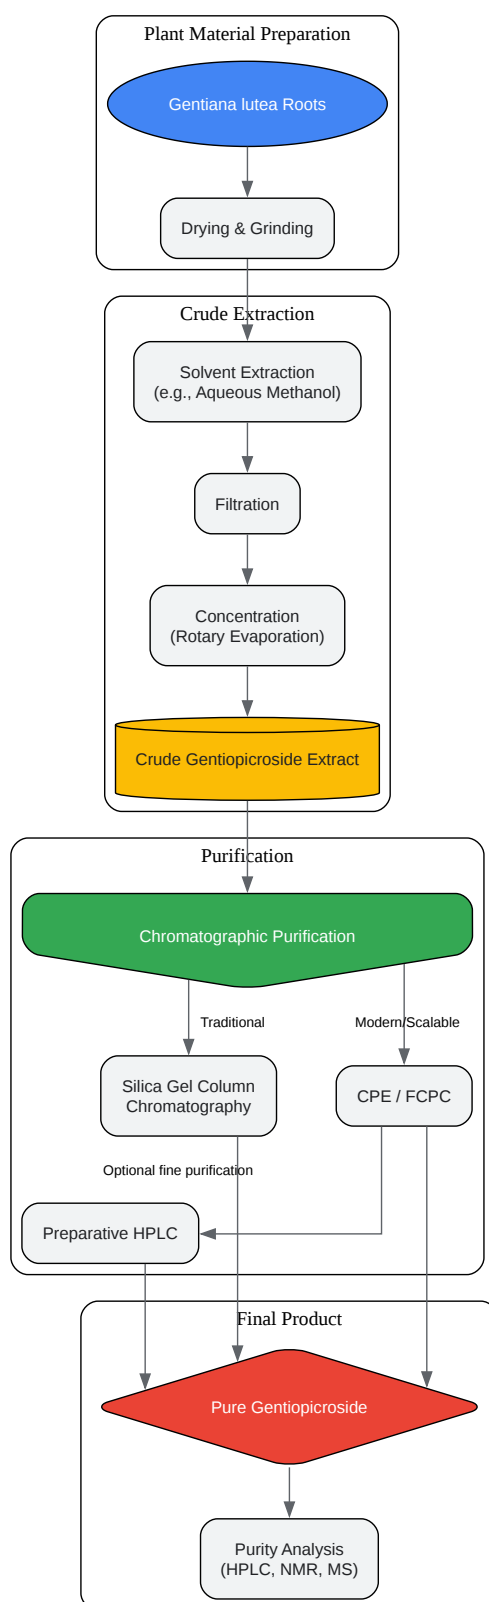 Plant Material Preparation
Gentiana lutea Roots
Drying & Grinding
Crude Extraction
Solvent Extraction
(e.g., Aqueous Methanol)
Filtration
Concentration
(Rotary Evaporation)
Crude Gentiopicroside Extract
Purification
Chromatographic Purification
Traditional
Modern/Scalable
Silica Gel Column
Chromatography
CPE / FCPC
Optional fine purification
Preparative HPLC
Final Product
Pure Gentiopicroside
Purity Analysis
(HPLC, NMR, MS)